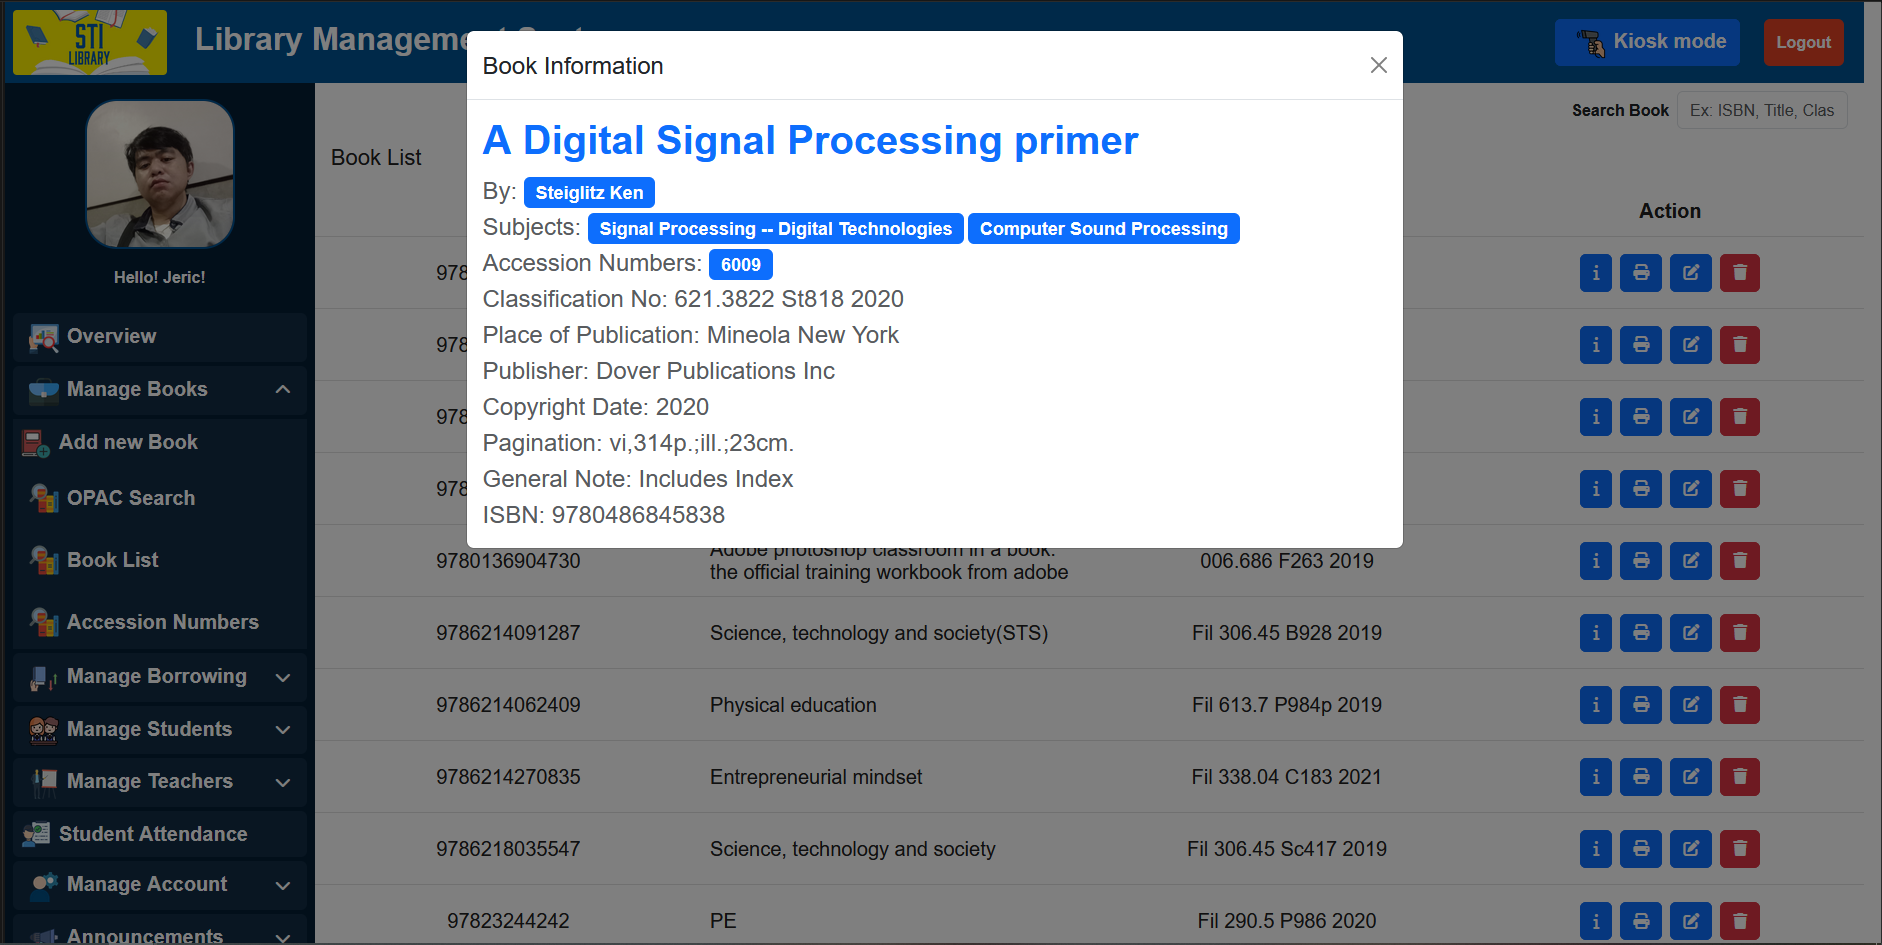 STI
LIBRARY
Library Management
Kiosk mode
Logout
Book Information
A Digital Signal Processing primer
By: Steiglitz Ken
Subjects: Signal Processing -- Digital Technologies Computer Sound Processing
Accession Numbers: 6009
Classification No: 621.3822 St818 2020
Place of Publication: Mineola New York
Publisher: Dover Publications Inc
Copyright Date: 2020
Pagination: vi,314p.;ill.;23cm.
General Note: Includes Index
ISBN: 9780486845838
Hello! Jeric!
Overview
Manage Books
Add new Book
OPAC Search
Book List
Accession Numbers
Manage Borrowing
Manage Students
Manage Teachers
Student Attendance
Manage Account
Announcements
Book List
Search Book Ex: ISBN, Title, Clas
Action
978
978
978
978
9780136904730 Adobe photoshop classroom in a book:
the official training workbook from adobe 006.686 F263 2019
9786214091287 Science, technology and society(STS) Fil 306.45 B928 2019
9786214062409 Physical education Fil 613.7 P984p 2019
9786214270835 Entrepreneurial mindset Fil 338.04 C183 2021
9786218035547 Science, technology and society Fil 306.45 Sc417 2019
97823244242 PE Fil 290.5 P986 2020